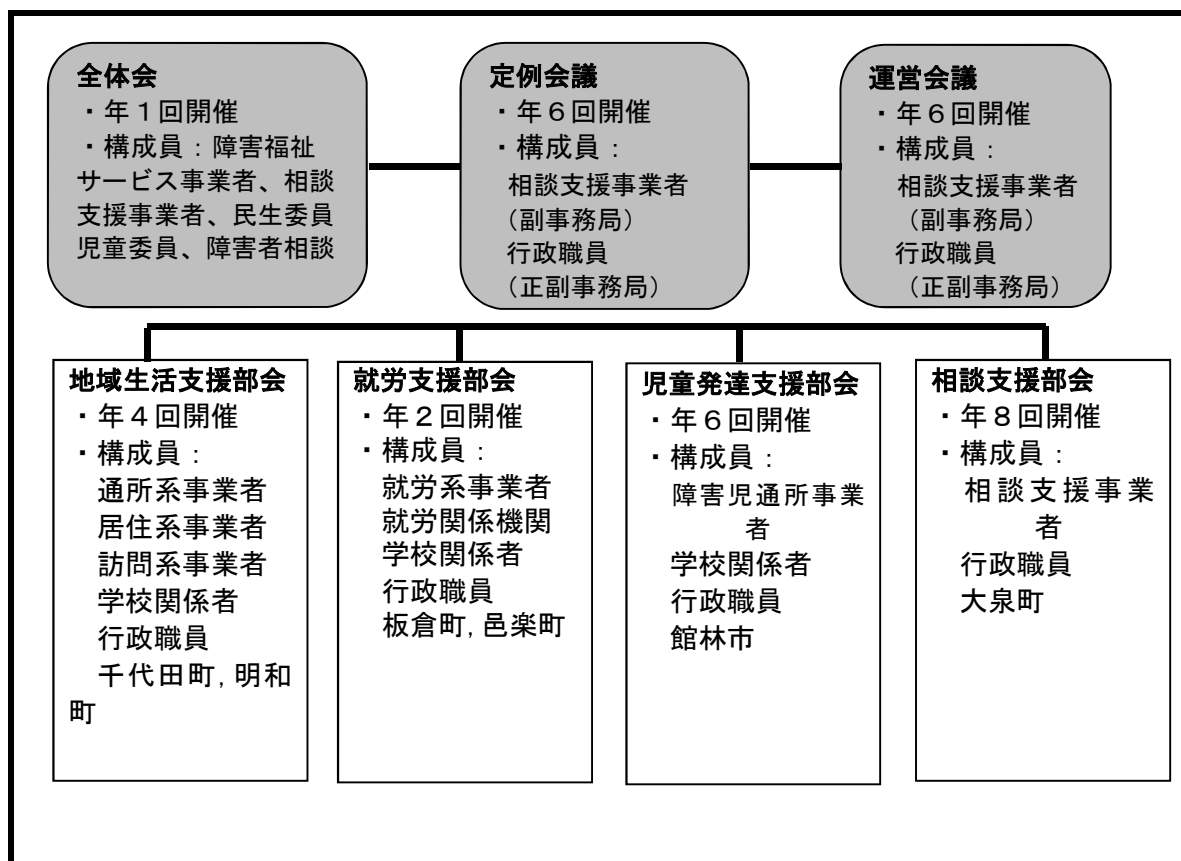 全体会
・年１回開催
・構成員：障害福祉
サービス事業者、相談
支援事業者、民生委員
児童委員、障害者相談
定例会議
・年６回開催
・構成員：
相談支援事業者
（副事務局）
行政職員
（正副事務局）
運営会議
・年６回開催
・構成員：
相談支援事業者
（副事務局）
行政職員
（正副事務局）
地域生活支援部会
・年４回開催
・構成員：
通所系事業者
居住系事業者
訪問系事業者
学校関係者
行政職員
千代田町,明和
町
就労支援部会
・年２回開催
・構成員：
就労系事業者
就労関係機関
学校関係者
行政職員
板倉町,邑楽町
児童発達支援部会
・年６回開催
・構成員：
障害児通所事業
者
学校関係者
行政職員
館林市
相談支援部会
・年８回開催
・構成員：
相談支援事業
者
行政職員
大泉町